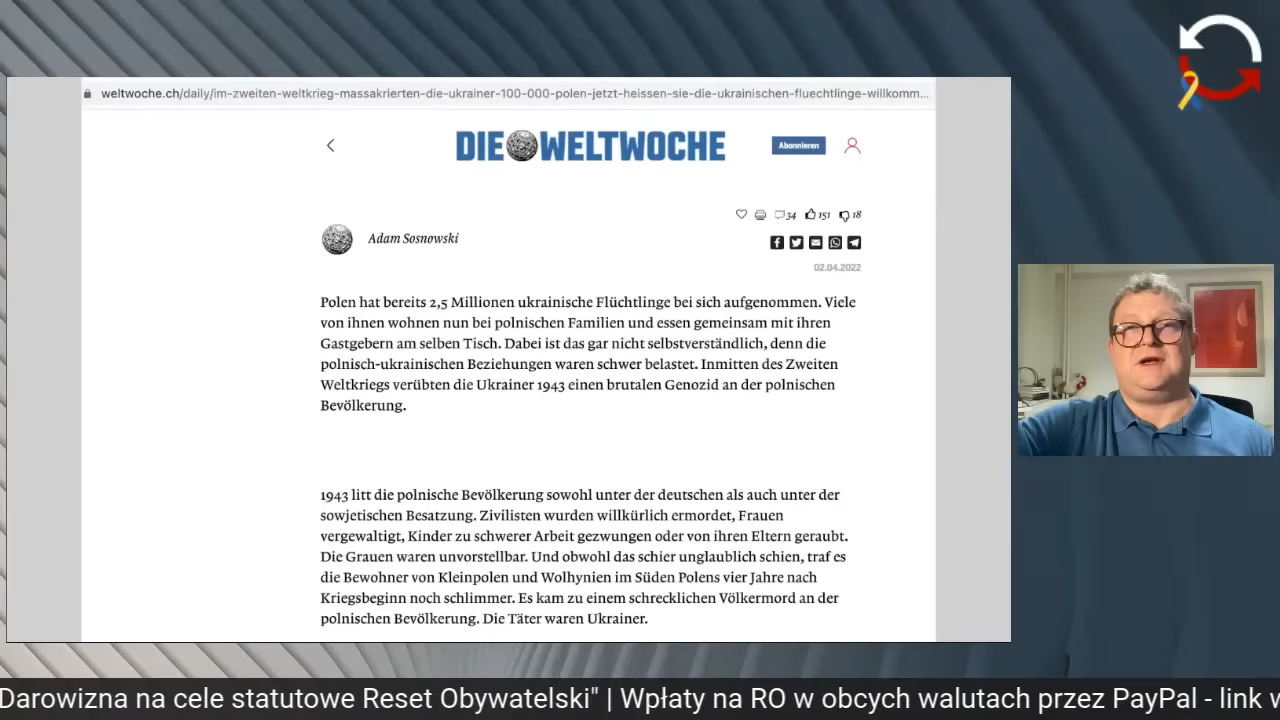 weltwoche.ch/daily/im-zweiten-weltkrieg-massakrierten-die-ukrainer-100-000-polen-jetzt-heissen-sie-die-ukrainischen-fluechtlinge-willkomm...
DIE WELTWOCHE
Abonnieren
34 151 18
Adam Sosnowski
02.04.2022
Polen hat bereits 2,5 Millionen ukrainische Flüchtlinge bei sich aufgenommen. Viele
von ihnen wohnen nun bei polnischen Familien und essen gemeinsam mit ihren
Gastgebern am selben Tisch. Dabei ist das gar nicht selbstverständlich, denn die
polnisch-ukrainischen Beziehungen waren schwer belastet. Inmitten des Zweiten
Weltkriegs verübten die Ukrainer 1943 einen brutalen Genozid an der polnischen
Bevölkerung.
1943 litt die polnische Bevölkerung sowohl unter der deutschen als auch unter der
sowjetischen Besatzung. Zivilisten wurden willkürlich ermordet, Frauen
vergewaltigt, Kinder zu schwerer Arbeit gezwungen oder von ihren Eltern geraubt.
Die Grauen waren unvorstellbar. Und obwohl das schier unglaublich schien, traf es
die Bewohner von Kleinpolen und Wolhynien im Süden Polens vier Jahre nach
Kriegsbeginn noch schlimmer. Es kam zu einem schrecklichen Völkermord an der
polnischen Bevölkerung. Die Täter waren Ukrainer.
Darowizna na cele statutowe Reset Obywatelski" | Wpłaty na RO w obcych walutach przez PayPal - link w